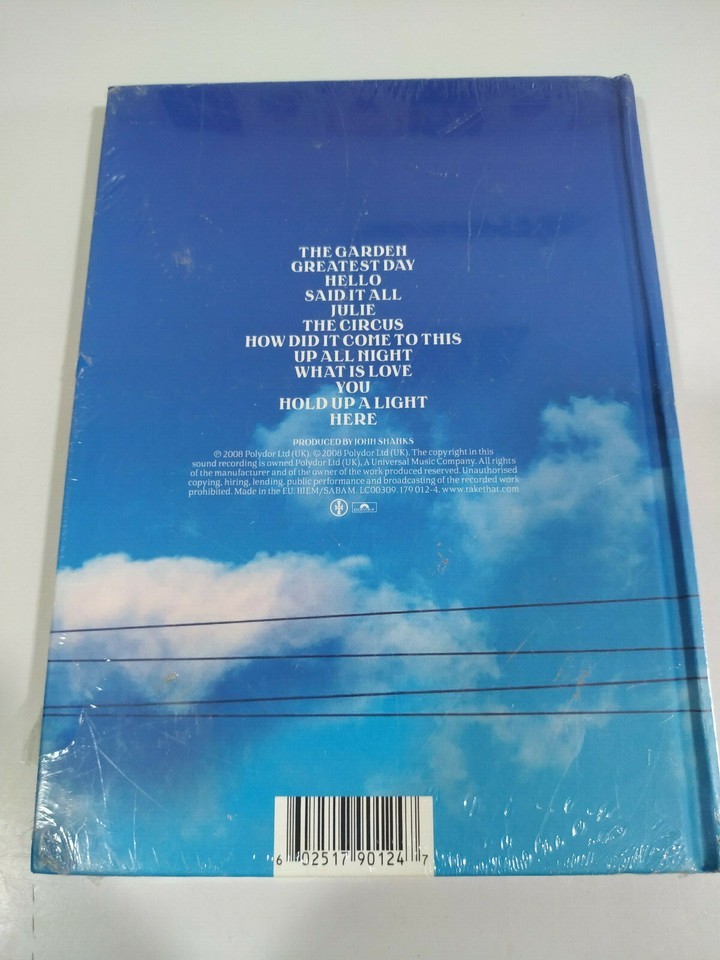 THE GARDEN
GREATEST DAY
HELLO
SAID IT ALL
JULIE
THE CIRCUS
HOW DID IT COME TO THIS
UP ALL NIGHT
WHAT IS LOVE
YOU
HOLD UP A LIGHT
HERE
PRODUCED BY JOHN SHANKS
℗ 2008 Polydor Ltd (UK). © 2008 Polydor Ltd (UK). The copyright in this
sound recording is owned Polydor Ltd (UK), A Universal Music Company. All rights
of the manufacturer and of the owner of the work produced reserved. Unauthorised
copying, hiring, lending, public performance and broadcasting of the recorded work
prohibited. Made in the EU. BIEM/SABAM. LC00309. 179 012-4. www.takethat.com
6 02517 90124 7